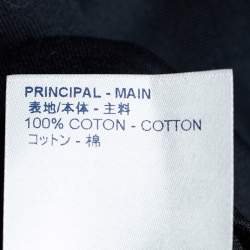 PRINCIPAL - MAIN
表地/本体 - 主料
100% COTON - COTTON
コットン - 棉